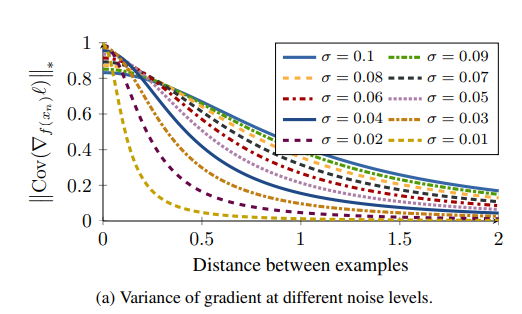 ||Cov(∇f(xn)ℓ)||*
1
0.8
0.6
0.4
0.2
0
σ = 0.1 σ = 0.09
σ = 0.08 σ = 0.07
σ = 0.06 σ = 0.05
σ = 0.04 σ = 0.03
σ = 0.02 σ = 0.01
0 0.5 1 1.5 2
Distance between examples
(a) Variance of gradient at different noise levels.